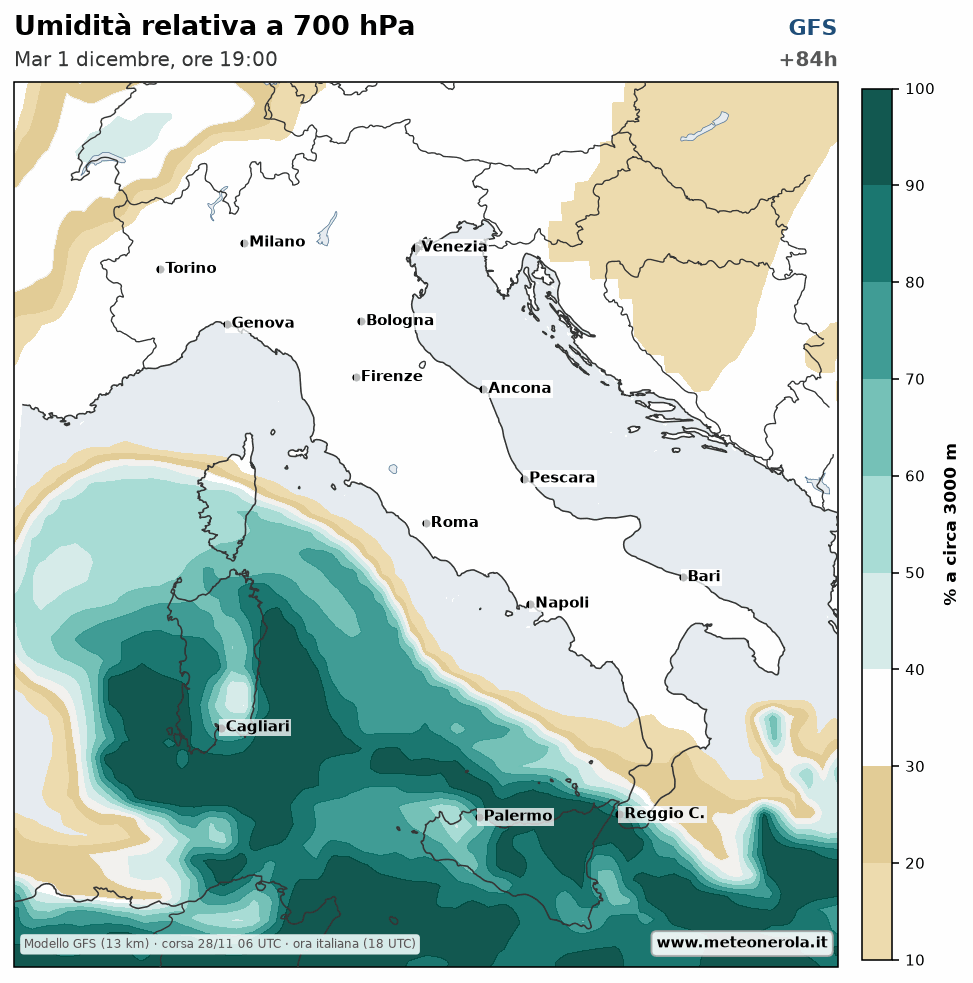 Umidità relativa a 700 hPa
GFS
Mar 1 dicembre, ore 19:00
+84h
100
90
80
70
60
50
40
30
20
10
% a circa 3000 m
Milano
Venezia
Torino
Genova
Bologna
Firenze
Ancona
Pescara
Roma
Bari
Napoli
Cagliari
Palermo
Reggio C.
Modello GFS (13 km) · corsa 28/11 06 UTC · ora italiana (18 UTC)
www.meteonerola.it